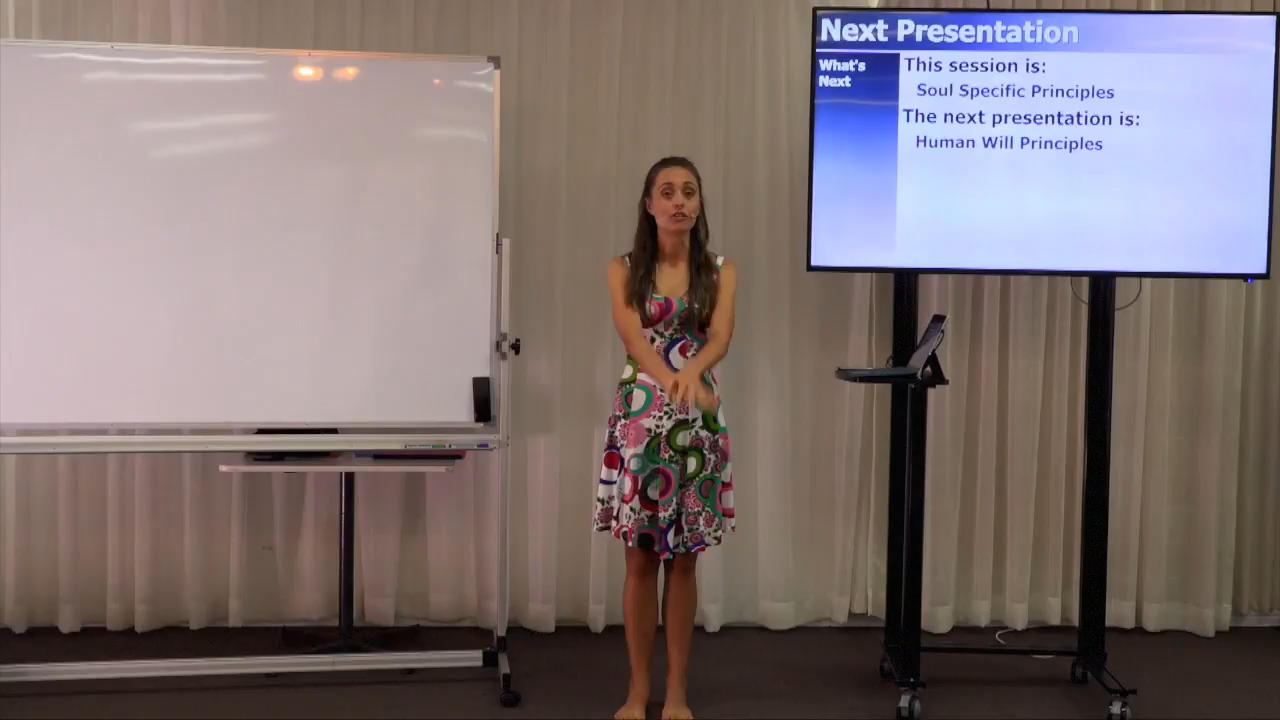 Next Presentation
What's
Next
This session is:
Soul Specific Principles
The next presentation is:
Human Will Principles